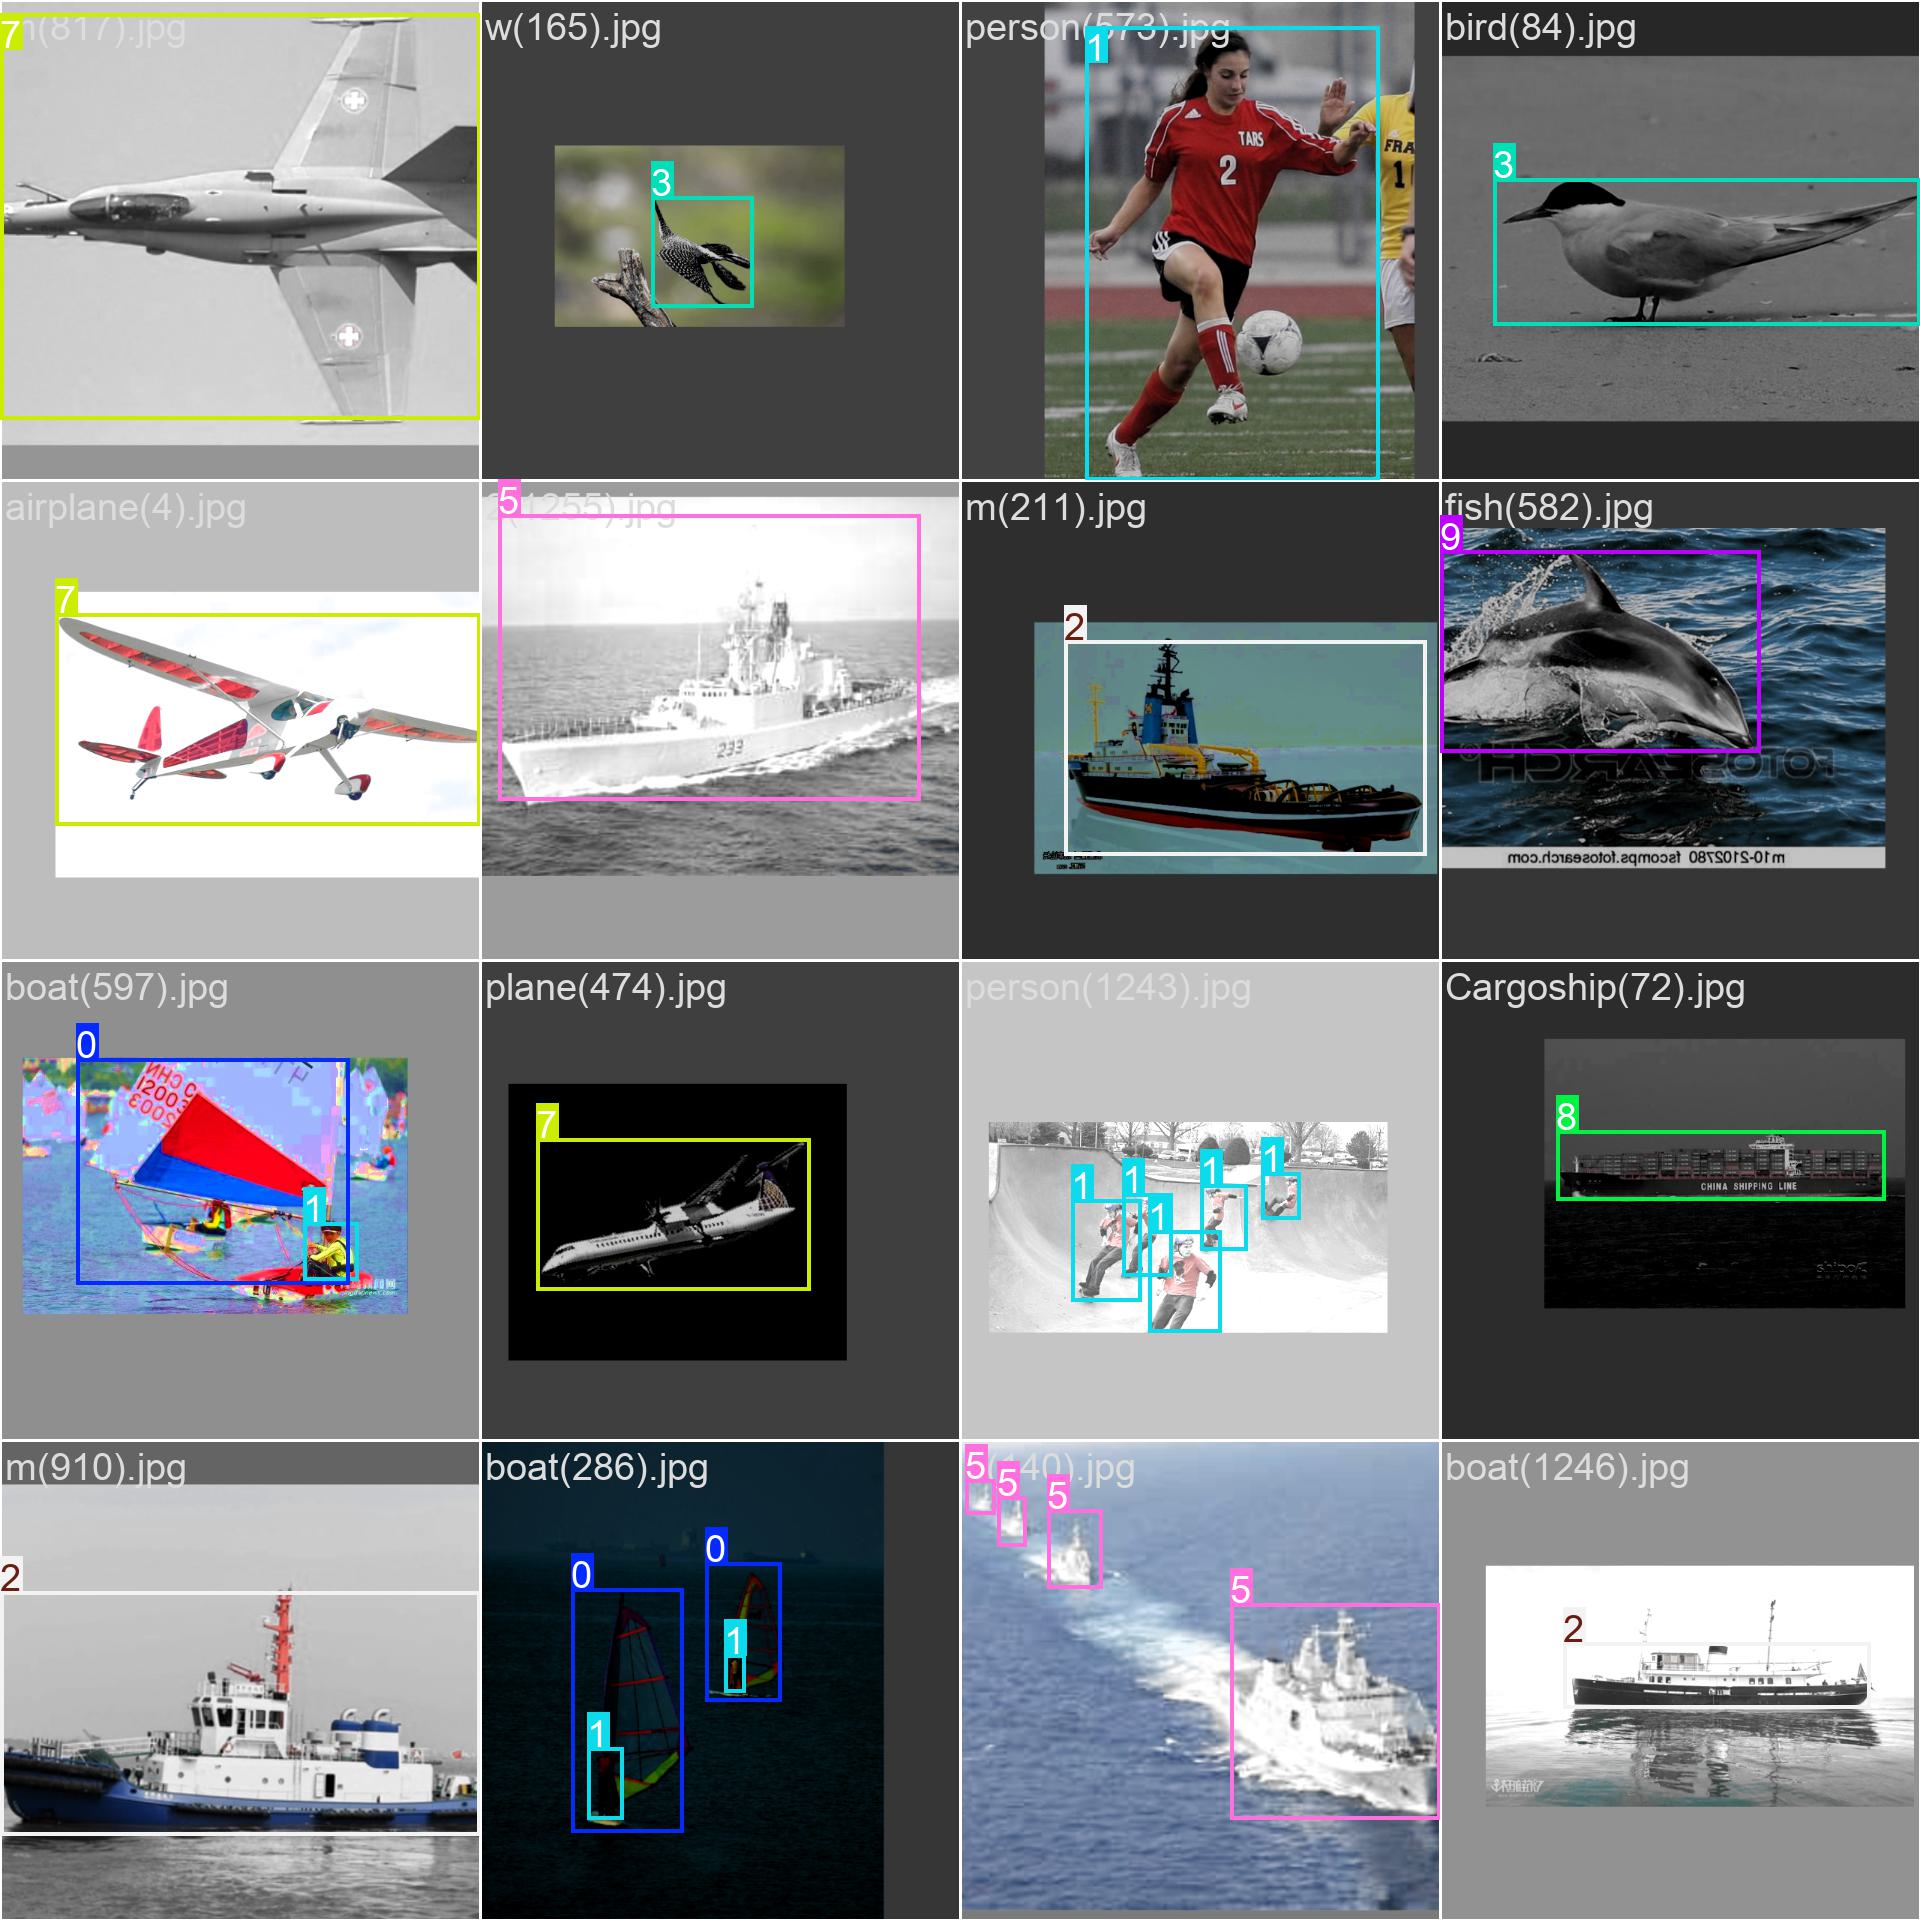 7
(817).jpg
w(165).jpg
3
person(573).jpg
1
TARS
2
FRA
1
bird(84).jpg
3
airplane(4).jpg
7
5
(1255).jpg
233
m(211).jpg
2
fish(582).jpg
9
FOTOSEARCH
m10-2102780 fscomps.fotosearch.com
boat(597).jpg
0
CHN
1200
2003
1
plane(474).jpg
7
person(1243).jpg
1
1
1
1
1
Cargoship(72).jpg
8
CHINA SHIPPING LINE
m(910).jpg
2
boat(286).jpg
0
0
1
1
5
5
5
(140).jpg
5
boat(1246).jpg
2